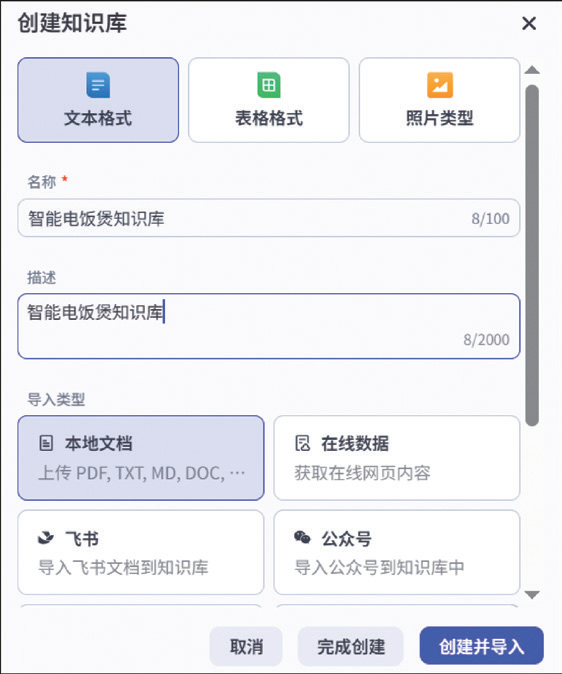 创建知识库
文本格式 表格格式 照片类型
名称 *
智能电饭煲知识库 8/100
描述
智能电饭煲知识库
8/2000
导入类型
本地文档 在线数据
上传 PDF, TXT, MD, DOC, ··· 获取在线网页内容
飞书 公众号
导入飞书文档到知识库 导入公众号到知识库中
取消 完成创建 创建并导入